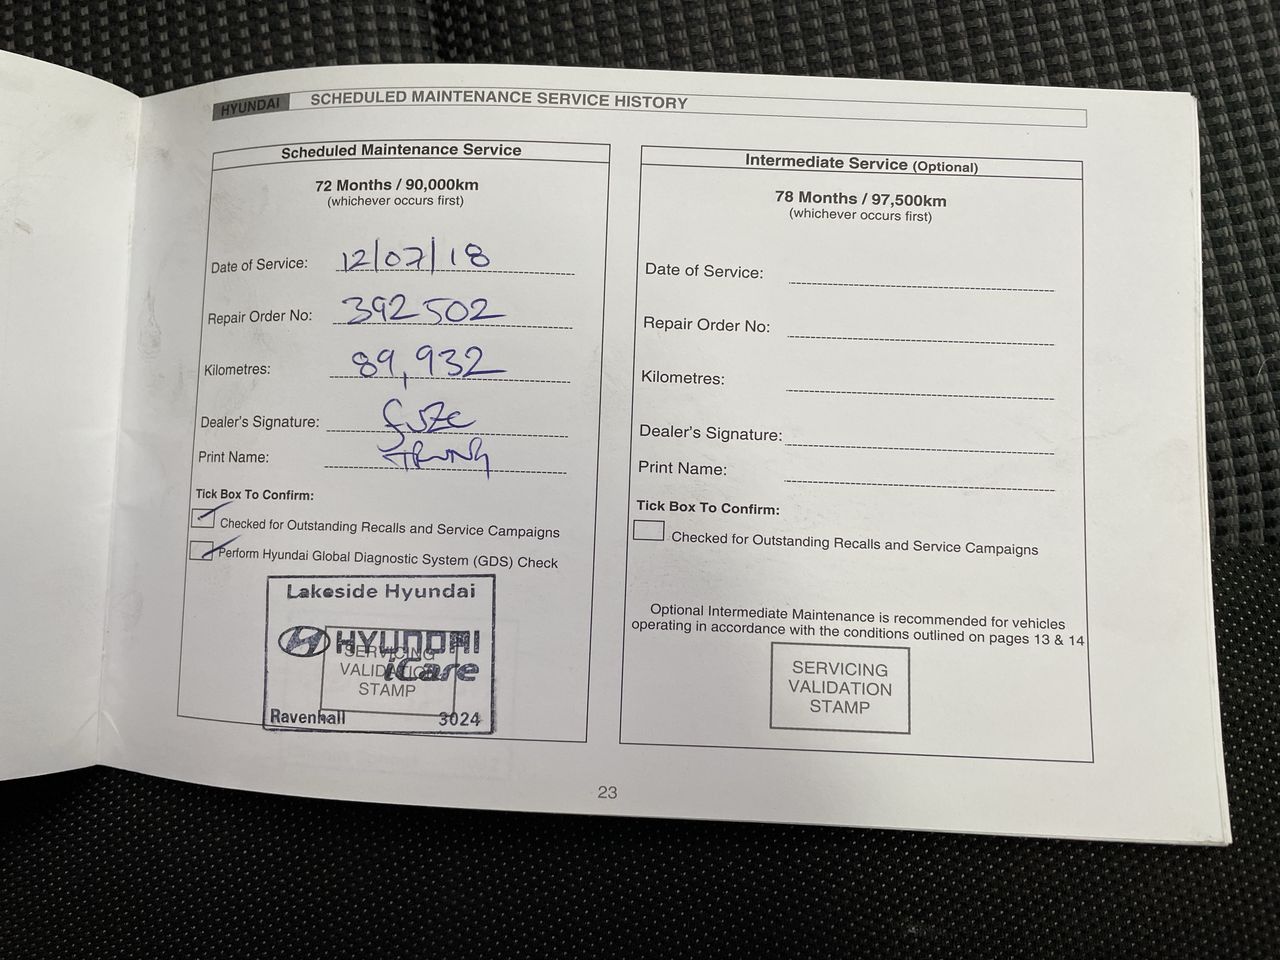 HYUNDAI SCHEDULED MAINTENANCE SERVICE HISTORY
Scheduled Maintenance Service
72 Months / 90,000km
(whichever occurs first)
Date of Service: 12/07/18
Repair Order No: 392502
Kilometres: 89,932
Dealer's Signature:
Print Name:
Tick Box To Confirm:
Checked for Outstanding Recalls and Service Campaigns
Perform Hyundai Global Diagnostic System (GDS) Check
Lakeside Hyundai
HYUNDAI
iCare
SERVICING
VALIDATION
STAMP
Ravenhall 3024
Intermediate Service (Optional)
78 Months / 97,500km
(whichever occurs first)
Date of Service:
Repair Order No:
Kilometres:
Dealer's Signature:
Print Name:
Tick Box To Confirm:
Checked for Outstanding Recalls and Service Campaigns
Optional Intermediate Maintenance is recommended for vehicles
operating in accordance with the conditions outlined on pages 13 & 14
SERVICING
VALIDATION
STAMP
23